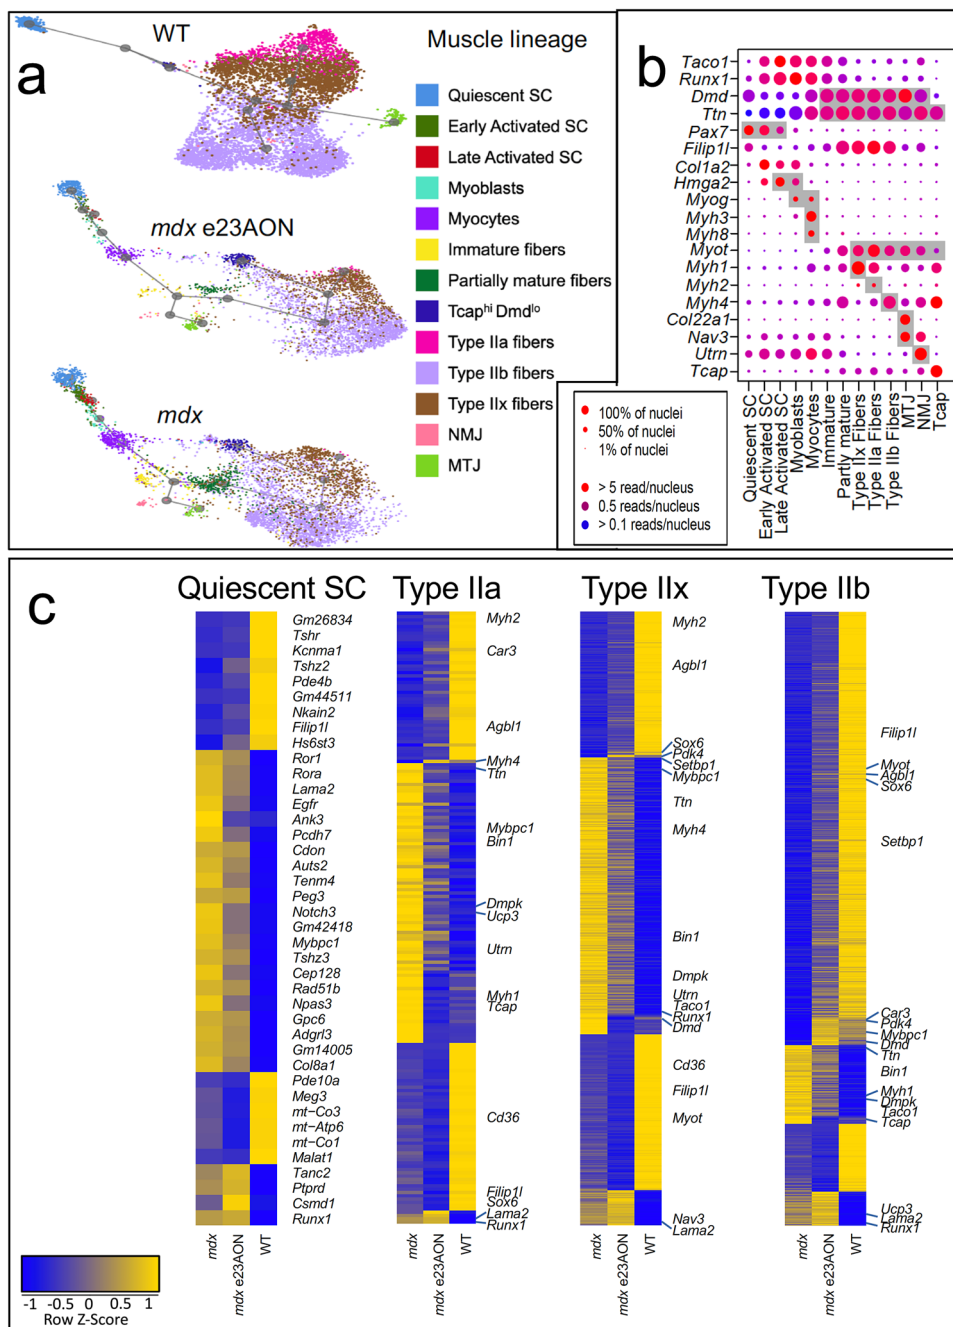 a
WT
mdx e23AON
mdx
Muscle lineage
Quiescent SC
Early Activated SC
Late Activated SC
Myoblasts
Myocytes
Immature fibers
Partially mature fibers
Tcaphi Dmdlo
Type IIa fibers
Type IIb fibers
Type IIx fibers
NMJ
MTJ
b
Taco1
Runx1
Dmd
Ttn
Pax7
Filip1l
Col1a2
Hmga2
Myog
Myh3
Myh8
Myot
Myh1
Myh2
Myh4
Col22a1
Nav3
Utrn
Tcap
Quiescent SC
Early Activated SC
Late Activated SC
Myoblasts
Myocytes
Immature
Partly mature
Type IIx Fibers
Type IIa Fibers
Type IIb Fibers
MTJ
NMJ
Tcap
100% of nuclei
50% of nuclei
1% of nuclei
> 5 read/nucleus
0.5 reads/nucleus
> 0.1 reads/nucleus
c
Quiescent SC
Gm26834
Tshr
Kcnma1
Tshz2
Pde4b
Gm44511
Nkain2
Filip1l
Hs6st3
Ror1
Rora
Lama2
Egfr
Ank3
Pcdh7
Cdon
Auts2
Tenm4
Peg3
Notch3
Gm42418
Mybpc1
Tshz3
Cep128
Rad51b
Npas3
Gpc6
Adgrl3
Gm14005
Col8a1
Pde10a
Meg3
mt-Co3
mt-Atp6
mt-Co1
Malat1
Tanc2
Ptprd
Csmd1
Runx1
mdx
mdx e23AON
WT
Type IIa
Myh2
Car3
Agbl1
Myh4
Ttn
Mybpc1
Bin1
Dmpk
Ucp3
Utrn
Myh1
Tcap
Cd36
Filip1l
Sox6
Lama2
Runx1
mdx
mdx e23AON
WT
Type IIx
Myh2
Agbl1
Sox6
Pdk4
Setbp1
Mybpc1
Ttn
Myh4
Bin1
Dmpk
Utrn
Taco1
Runx1
Dmd
Cd36
Filip1l
Myot
Nav3
Lama2
mdx
mdx e23AON
WT
Type IIb
Filip1l
Myot
Agbl1
Sox6
Setbp1
Car3
Pdk4
Mybpc1
Dmd
Ttn
Bin1
Myh1
Dmpk
Taco1
Tcap
Ucp3
Lama2
Runx1
mdx
mdx e23AON
WT
-1 -0.5 0 0.5 1
Row Z-Score